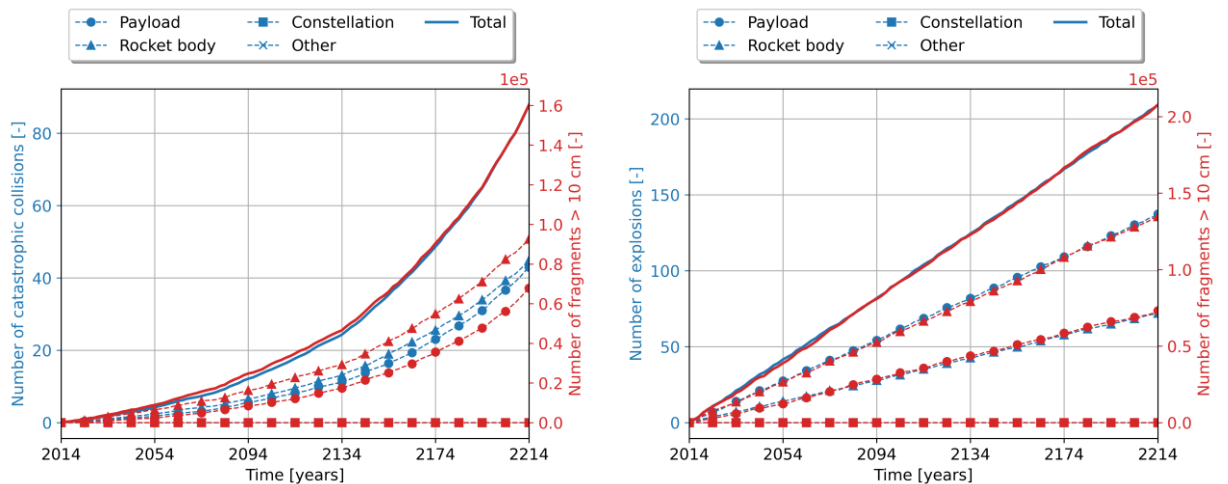 Payload Constellation Total
Rocket body Other
1e5
Number of catastrophic collisions [-]
80
60
40
20
0
1.6
1.4
1.2
1.0
0.8
0.6
0.4
0.2
0.0
Number of fragments > 10 cm [-]
2014 2054 2094 2134 2174 2214
Time [years]
Payload Constellation Total
Rocket body Other
1e5
Number of explosions [-]
200
150
100
50
0
2.0
1.5
1.0
0.5
0.0
Number of fragments > 10 cm [-]
2014 2054 2094 2134 2174 2214
Time [years]